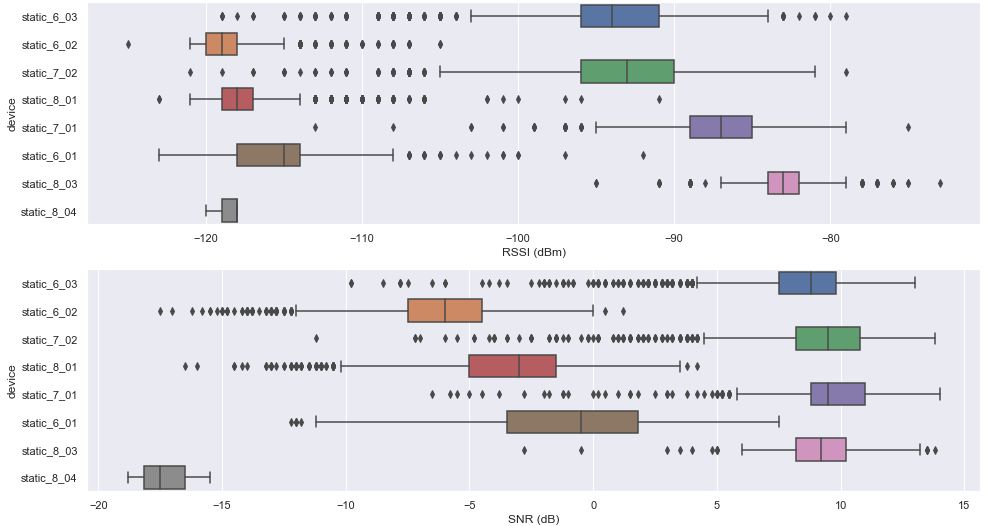 static_6_03
static_6_02
static_7_02
static_8_01
static_7_01
static_6_01
static_8_03
static_8_04
device
−120 −110 −100 −90 −80
RSSI (dBm)
static_6_03
static_6_02
static_7_02
static_8_01
static_7_01
static_6_01
static_8_03
static_8_04
device
−20 −15 −10 −5 0 5 10 15
SNR (dB)